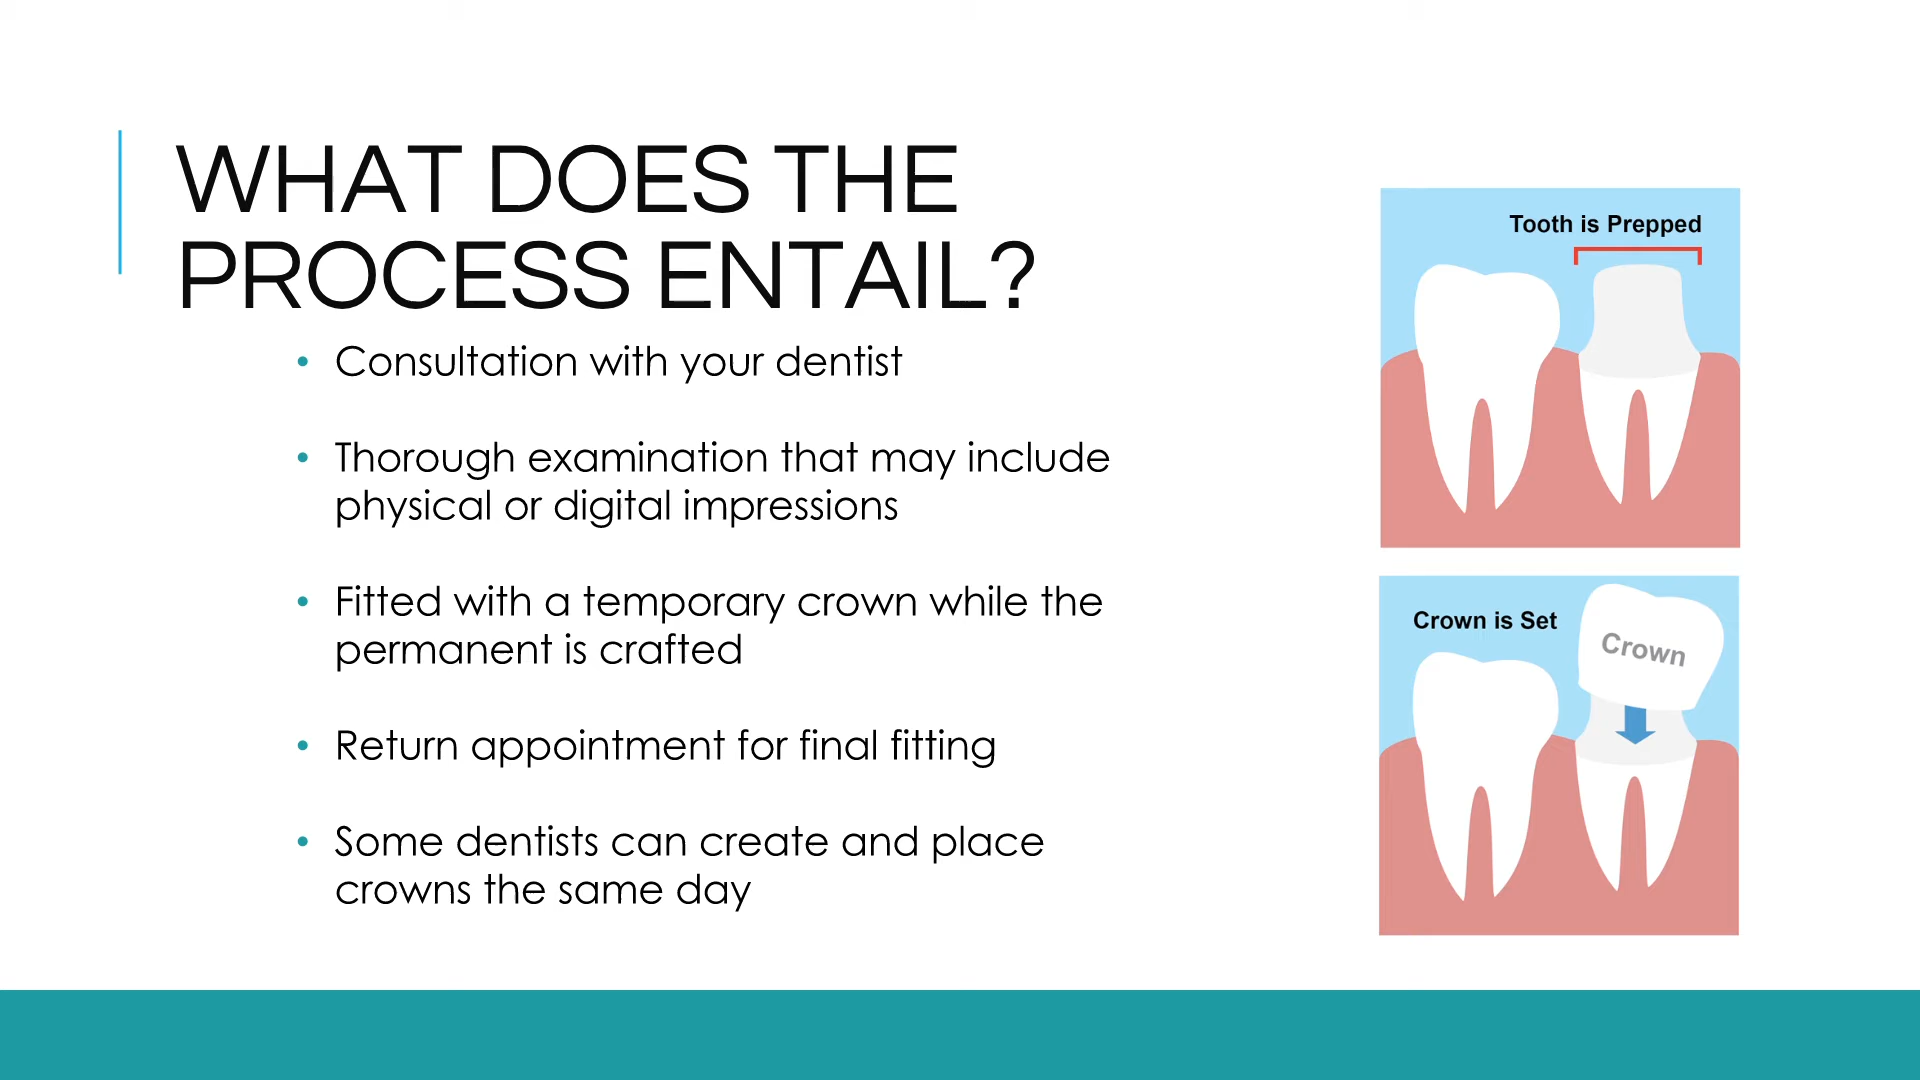 WHAT DOES THE
PROCESS ENTAIL?
• Consultation with your dentist
• Thorough examination that may include
physical or digital impressions
• Fitted with a temporary crown while the
permanent is crafted
• Return appointment for final fitting
• Some dentists can create and place
crowns the same day
Tooth is Prepped
Crown is Set
Crown